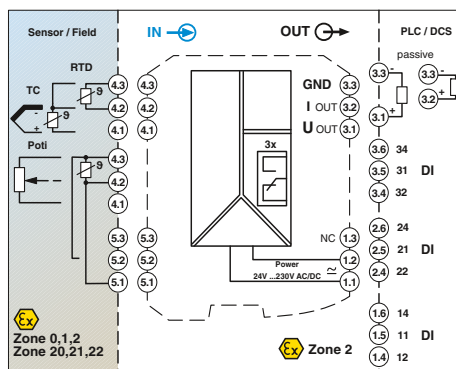 Sensor / Field
IN
OUT
PLC / DCS
RTD
passive
TC
ϑ
-
+
ϑ
4.3
4.2
4.1
4.3
4.2
4.1
GND 3.3
I OUT 3.2
U OUT 3.1
3.3 -
3.1 +
3.3 -
3.2 +
Poti
ϑ
4.3
4.2
4.1
3x
3.6 34
3.5 31 DI
3.4 32
5.3
5.2
5.1
5.3
5.2
5.1
NC 1.3
Power 1.2
24V ...230V AC/DC 1.1
2.6 24
2.5 21 DI
2.4 22
Ex
Zone 0,1,2
Zone 20,21,22
Ex Zone 2
1.6 14
1.5 11 DI
1.4 12